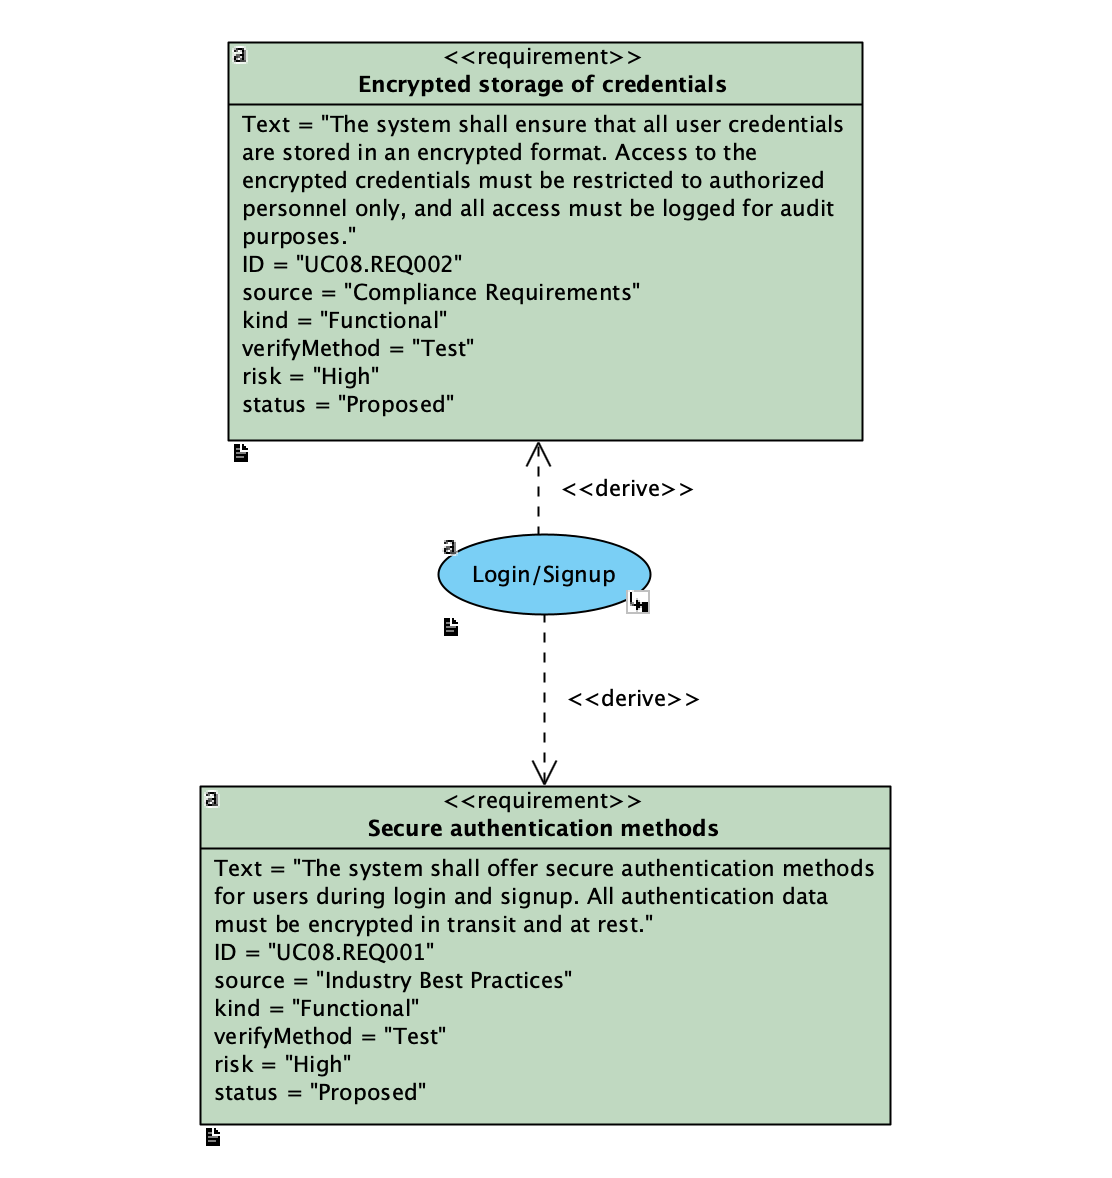 a
<<requirement>>
Encrypted storage of credentials
Text = "The system shall ensure that all user credentials
are stored in an encrypted format. Access to the
encrypted credentials must be restricted to authorized
personnel only, and all access must be logged for audit
purposes."
ID = "UC08.REQ002"
source = "Compliance Requirements"
kind = "Functional"
verifyMethod = "Test"
risk = "High"
status = "Proposed"
<<derive>>
a
Login/Signup
<<derive>>
a
<<requirement>>
Secure authentication methods
Text = "The system shall offer secure authentication methods
for users during login and signup. All authentication data
must be encrypted in transit and at rest."
ID = "UC08.REQ001"
source = "Industry Best Practices"
kind = "Functional"
verifyMethod = "Test"
risk = "High"
status = "Proposed"